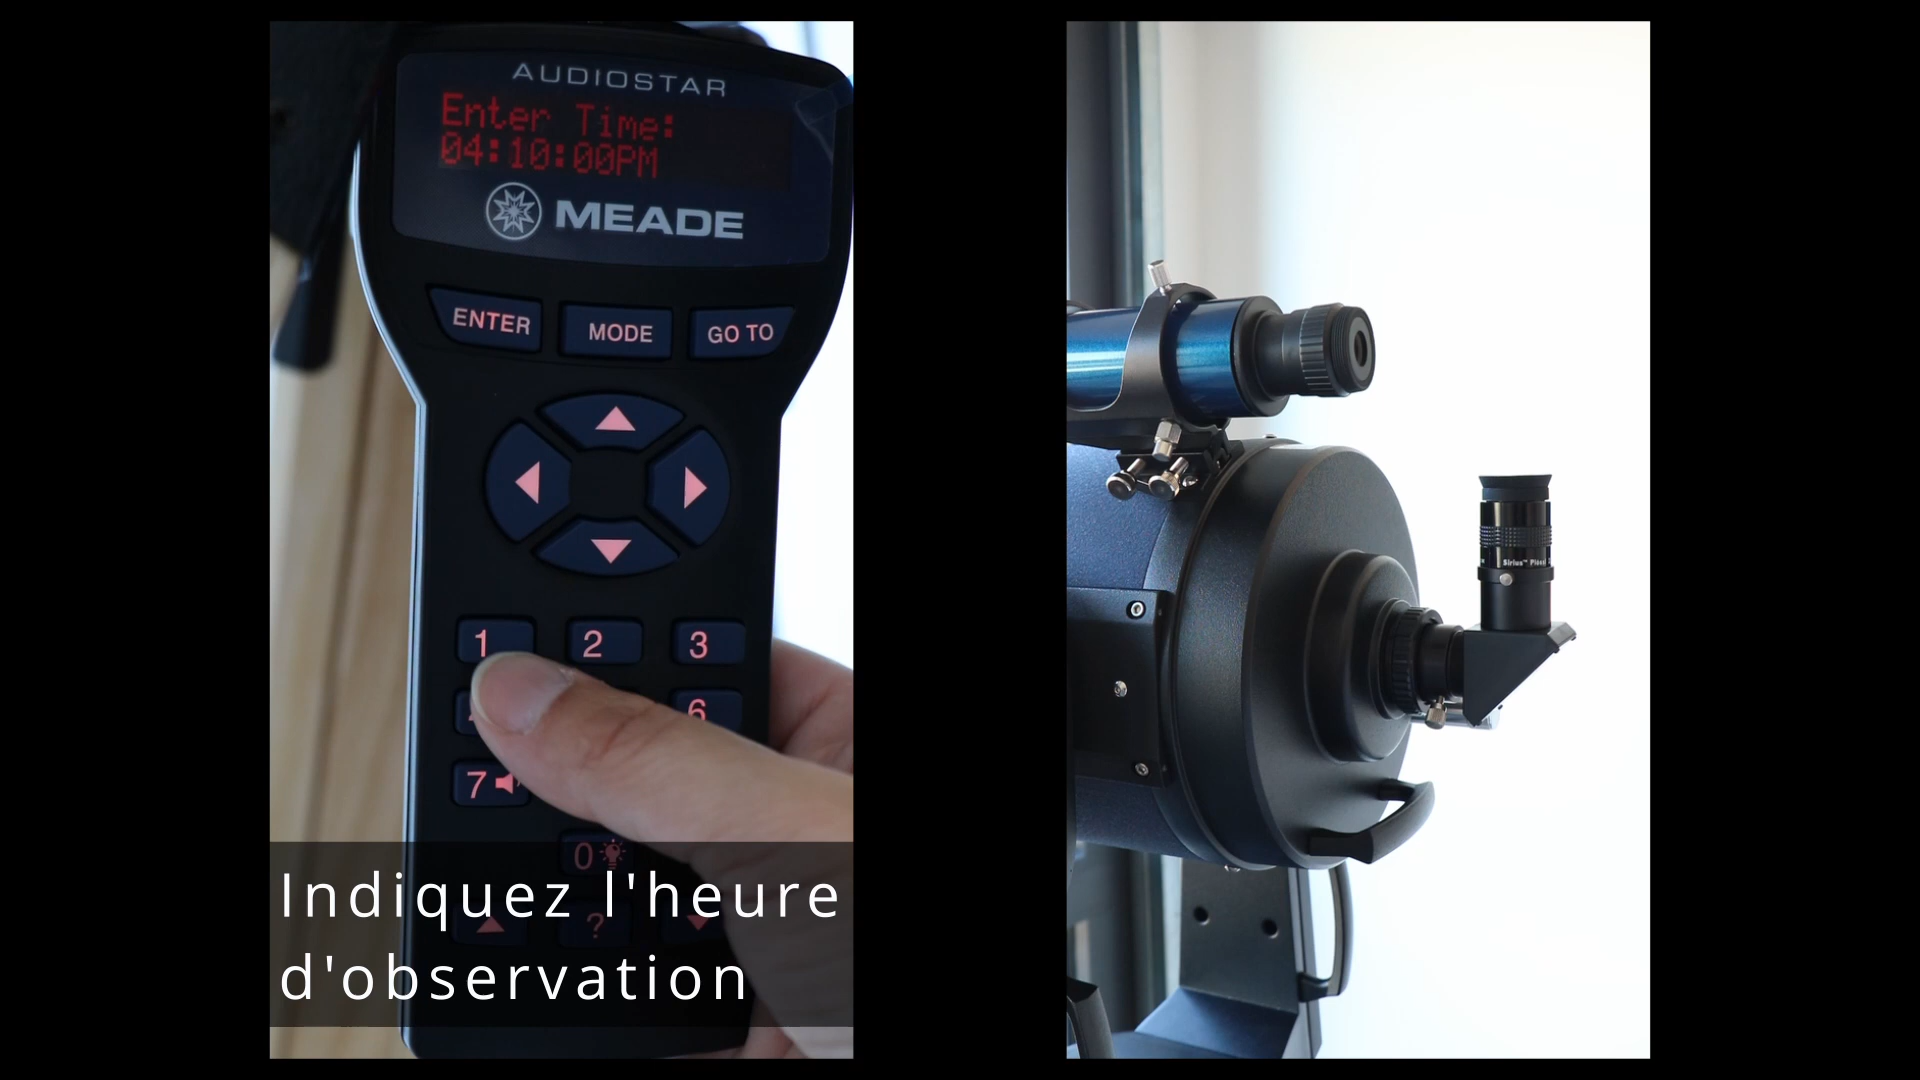 AUDIOSTAR
Enter Time:
04:10:00PM
MEADE
ENTER
MODE
GO TO
1
2
3
6
7
0
?
Indiquez l'heure
d'observation
Sirius™